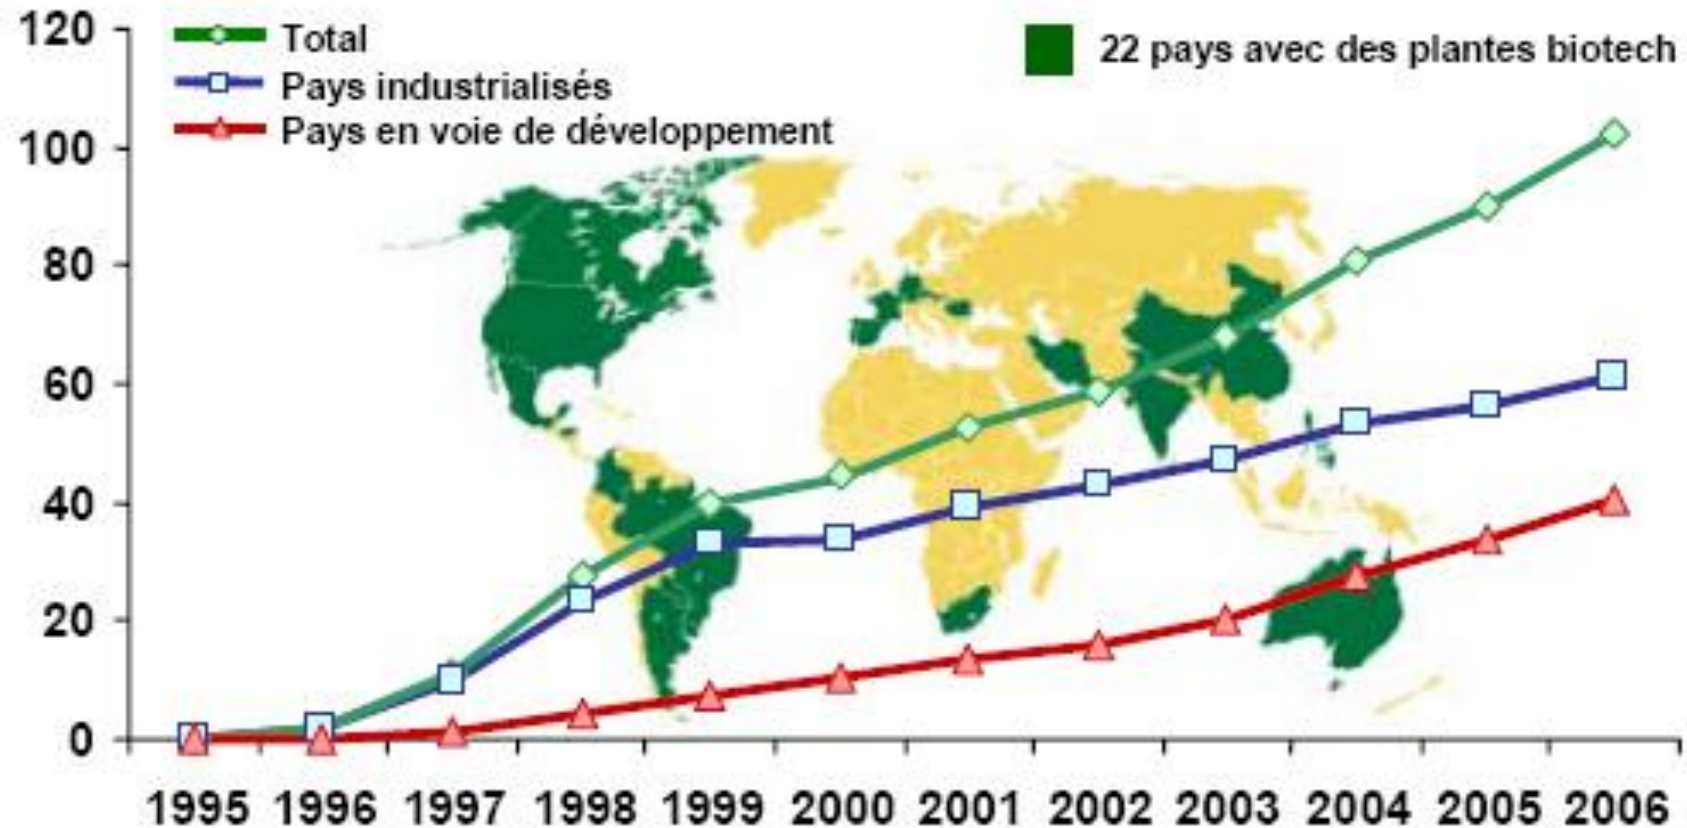 120
Total
22 pays avec des plantes biotech
Pays industrialisés
Pays en voie de développement
100
80
60
40
20
0
1995 1996 1997 1998 1999 2000 2001 2002 2003 2004 2005 2006